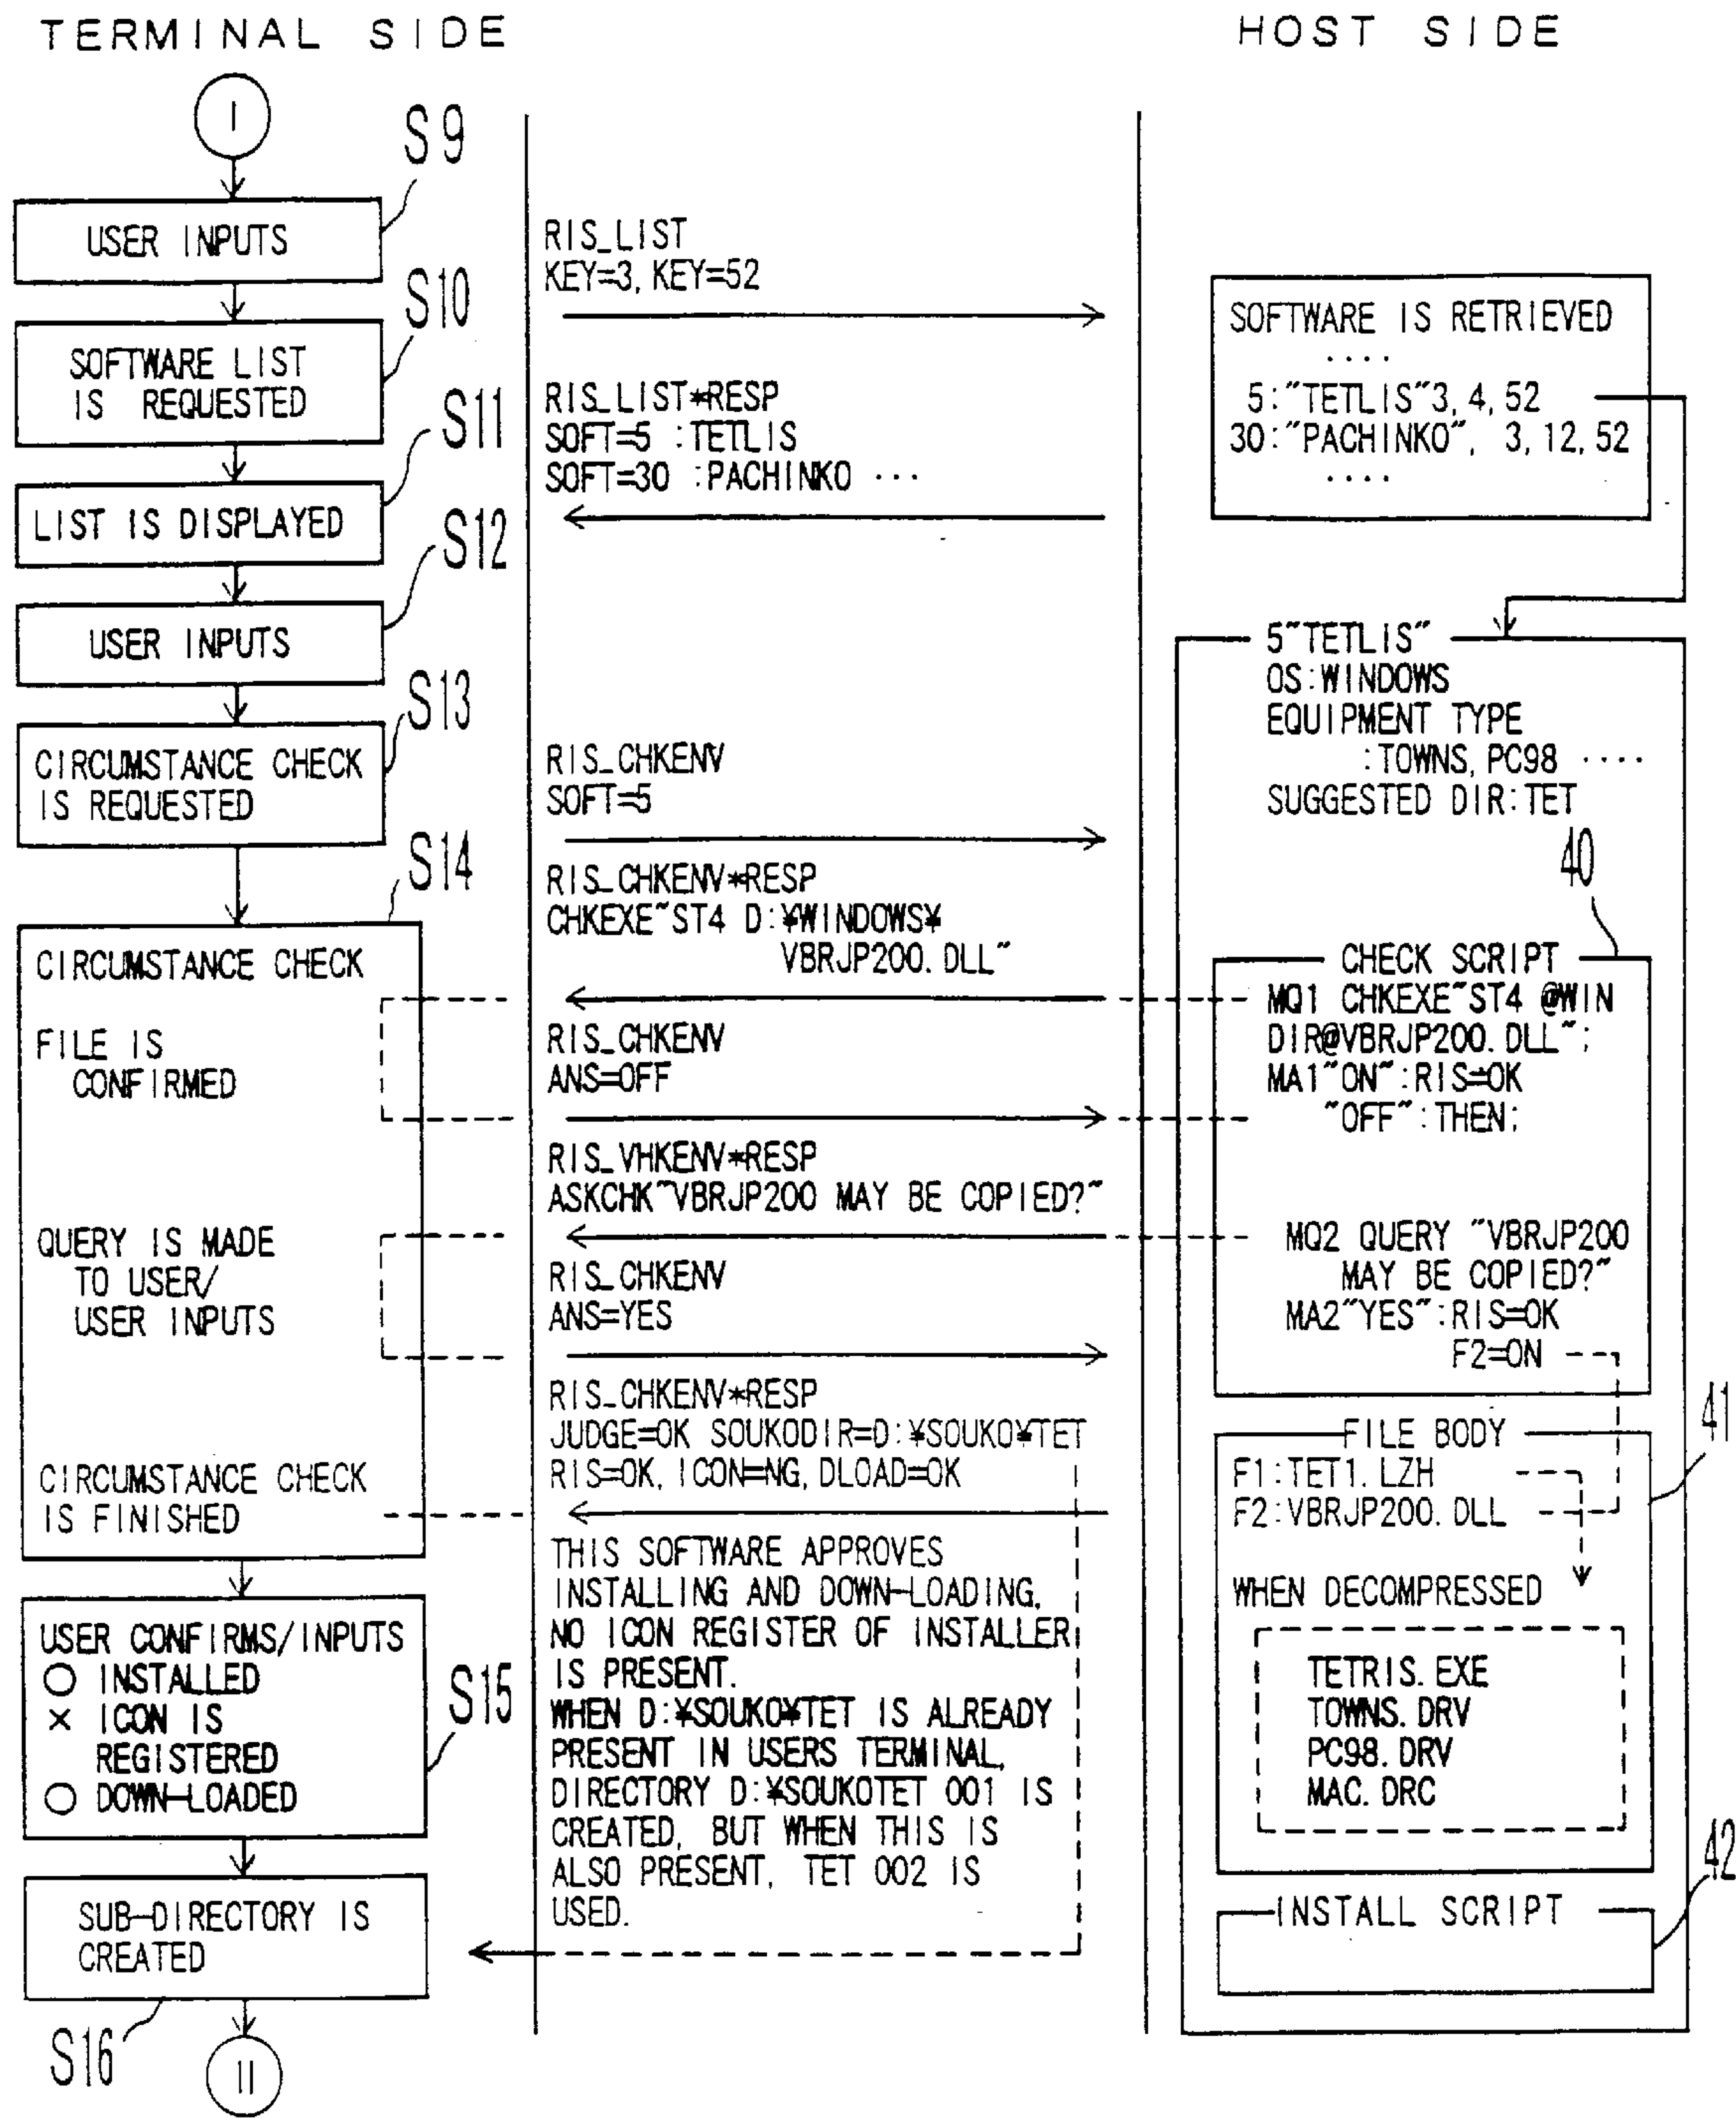 TERMINAL SIDE
HOST SIDE
I
S9
USER INPUTS
S10
SOFTWARE LIST
IS REQUESTED
S11
LIST IS DISPLAYED
S12
USER INPUTS
S13
CIRCUMSTANCE CHECK
IS REQUESTED
S14
CIRCUMSTANCE CHECK
FILE IS
CONFIRMED
QUERY IS MADE
TO USER/
USER INPUTS
CIRCUMSTANCE CHECK
IS FINISHED
USER CONFIRMS/INPUTS
○ INSTALLED
× ICON IS
REGISTERED
○ DOWN-LOADED
S15
SUB-DIRECTORY IS
CREATED
S16
II
RIS_LIST
KEY=3, KEY=52
RIS_LIST*RESP
SOFT=5 :TETLIS
SOFT=30 :PACHINKO ···
RIS_CHKENV
SOFT=5
RIS_CHKENV*RESP
CHKEXE"ST4 D:¥WINDOWS¥
VBRJP200.DLL"
RIS_CHKENV
ANS=OFF
RIS_VHKENV*RESP
ASKCHK"VBRJP200 MAY BE COPIED?"
RIS_CHKENV
ANS=YES
RIS_CHKENV*RESP
JUDGE=OK SOUKODIR=D:¥SOUKO¥TET
RIS=OK, ICON=NG, DLOAD=OK
THIS SOFTWARE APPROVES
INSTALLING AND DOWN-LOADING,
NO ICON REGISTER OF INSTALLER
IS PRESENT.
WHEN D:¥SOUKO¥TET IS ALREADY
PRESENT IN USERS TERMINAL,
DIRECTORY D:¥SOUKOTET 001 IS
CREATED, BUT WHEN THIS IS
ALSO PRESENT, TET 002 IS
USED.
SOFTWARE IS RETRIEVED
····
5:"TETLIS"3, 4, 52
30:"PACHINKO", 3, 12, 52
····
5"TETLIS"
OS:WINDOWS
EQUIPMENT TYPE
:TOWNS, PC98 ····
SUGGESTED DIR:TET
40
CHECK SCRIPT
MQ1 CHKEXE"ST4 @WIN
DIR@VBRJP200.DLL";
MA1"ON":RIS=OK
"OFF":THEN;
MQ2 QUERY "VBRJP200
MAY BE COPIED?"
MA2"YES":RIS=OK
F2=ON
41
FILE BODY
F1:TET1.LZH
F2:VBRJP200.DLL
WHEN DECOMPRESSED
TETRIS.EXE
TOWNS.DRV
PC98.DRV
MAC.DRC
42
INSTALL SCRIPT